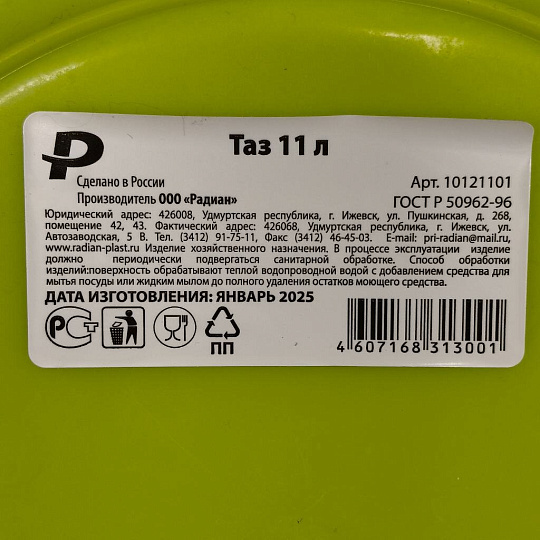 Р
Таз 11 л
Сделано в России
Производитель ООО «Радиан»
Арт. 10121101
ГОСТ Р 50962-96
Юридический адрес: 426008, Удмуртская республика, г. Ижевск, ул. Пушкинская, д. 268,
помещение 42, 43. Фактический адрес: 426068, Удмуртская республика, г. Ижевск, ул.
Автозаводская, 5 В. Тел. (3412) 91-75-11, Факс (3412) 46-45-03. E-mail: pri-radian@mail.ru,
www.radian-plast.ru Изделие хозяйственного назначения. В процессе эксплуатации изделие
должно периодически подвергаться санитарной обработке. Способ обработки
изделий:поверхность обрабатывают теплой водопроводной водой с добавлением средства для
мытья посуды или жидким мылом до полного удаления остатков моющего средства.
ДАТА ИЗГОТОВЛЕНИЯ: ЯНВАРЬ 2025
РСТ
ПП
4 607168 313001